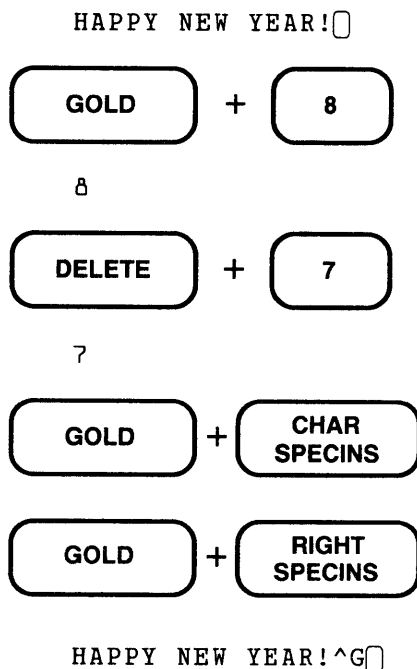 HAPPY NEW YEAR!
GOLD + 8
8
DELETE + 7
7
GOLD + CHAR SPECINS
GOLD + RIGHT SPECINS
HAPPY NEW YEAR!^G